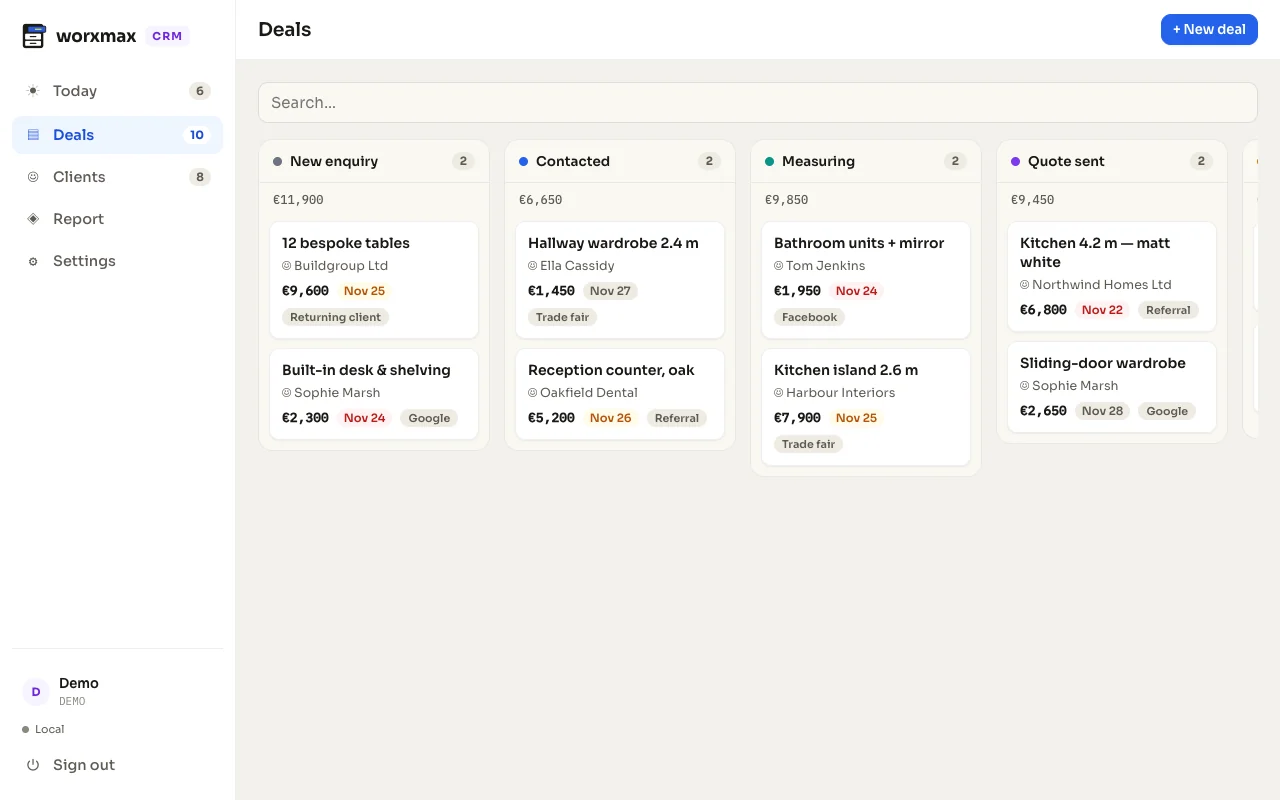 worxmax CRM
Today 6
Deals 10
Clients 8
Report
Settings
D Demo
DEMO
Local
Sign out
Deals
+ New deal
Search...
New enquiry 2
€11,900
12 bespoke tables
Buildgroup Ltd
€9,600 Nov 25
Returning client
Built-in desk & shelving
Sophie Marsh
€2,300 Nov 24 Google
Contacted 2
€6,650
Hallway wardrobe 2.4 m
Ella Cassidy
€1,450 Nov 27
Trade fair
Reception counter, oak
Oakfield Dental
€5,200 Nov 26 Referral
Measuring 2
€9,850
Bathroom units + mirror
Tom Jenkins
€1,950 Nov 24
Facebook
Kitchen island 2.6 m
Harbour Interiors
€7,900 Nov 25
Trade fair
Quote sent 2
€9,450
Kitchen 4.2 m — matt
white
Northwind Homes Ltd
€6,800 Nov 22 Referral
Sliding-door wardrobe
Sophie Marsh
€2,650 Nov 28 Google